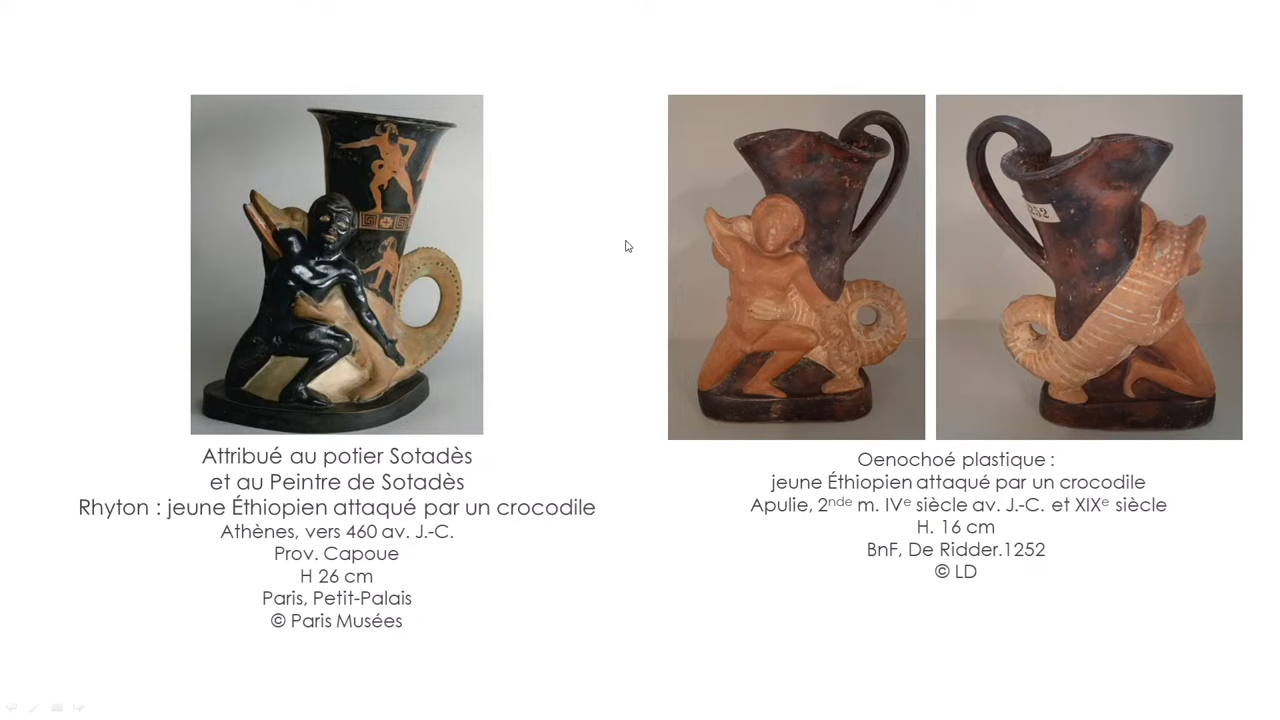 Attribué au potier Sotadès
et au Peintre de Sotadès
Rhyton : jeune Éthiopien attaqué par un crocodile
Athènes, vers 460 av. J.-C.
Prov. Capoue
H 26 cm
Paris, Petit-Palais
© Paris Musées
252
Oenochoé plastique :
jeune Éthiopien attaqué par un crocodile
Apulie, 2nde m. IVe siècle av. J.-C. et XIXe siècle
H. 16 cm
BnF, De Ridder.1252
© LD